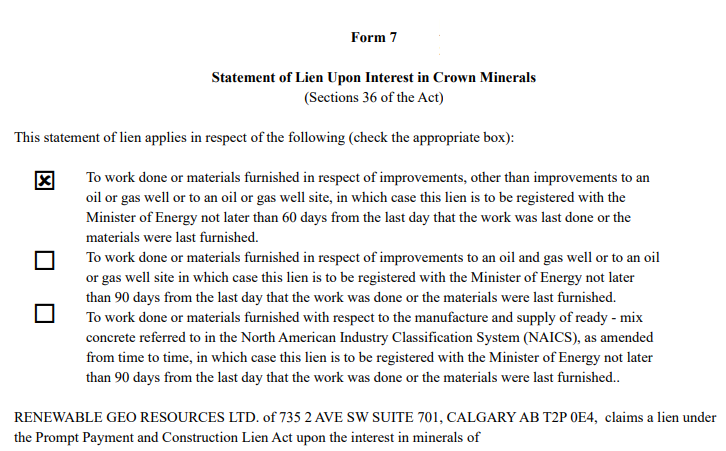 Form 7
Statement of Lien Upon Interest in Crown Minerals
(Sections 36 of the Act)
This statement of lien applies in respect of the following (check the appropriate box):
To work done or materials furnished in respect of improvements, other than improvements to an
oil or gas well or to an oil or gas well site, in which case this lien is to be registered with the
Minister of Energy not later than 60 days from the last day that the work was last done or the
materials were last furnished.
To work done or materials furnished in respect of improvements to an oil and gas well or to an oil
or gas well site in which case this lien is to be registered with the Minister of Energy not later
than 90 days from the last day that the work was done or the materials were last furnished.
To work done or materials furnished with respect to the manufacture and supply of ready - mix
concrete referred to in the North American Industry Classification System (NAICS), as amended
from time to time, in which case this lien is to be registered with the Minister of Energy not later
than 90 days from the last day that the work was done or the materials were last furnished..
RENEWABLE GEO RESOURCES LTD. of 735 2 AVE SW SUITE 701, CALGARY AB T2P 0E4, claims a lien under
the Prompt Payment and Construction Lien Act upon the interest in minerals of